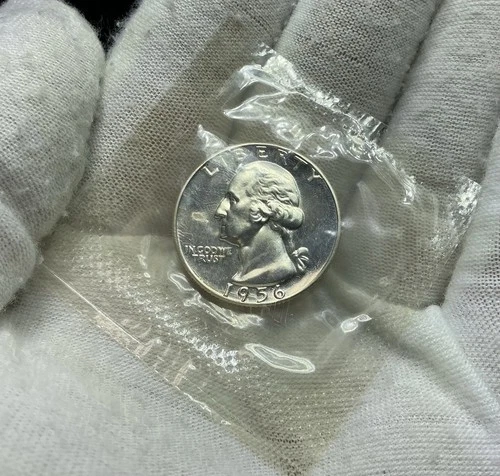 LIBERTY
IN GOD WE
TRUST
1956